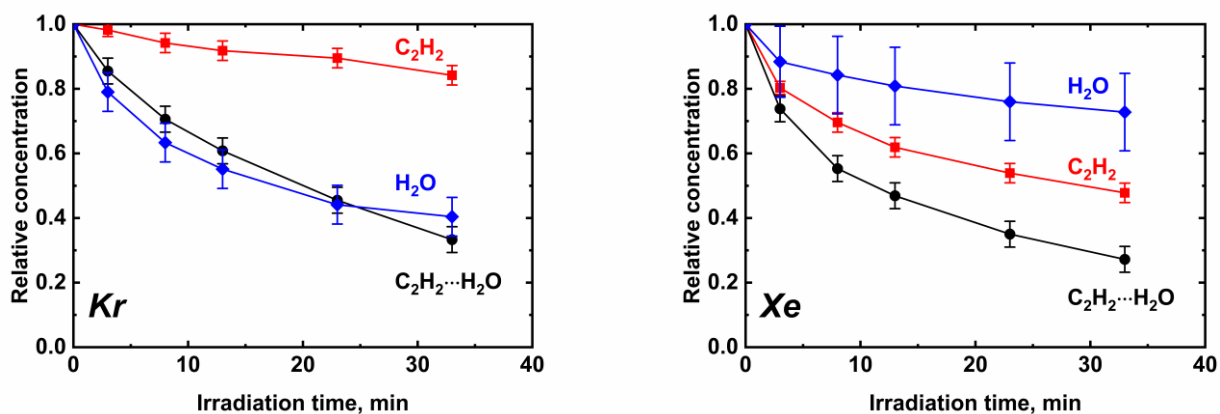 Relative concentration
1.0
0.8
0.6
0.4
0.2
0.0
C₂H₂
H₂O
C₂H₂···H₂O
Kr
0 10 20 30 40
Irradiation time, min
Relative concentration
1.0
0.8
0.6
0.4
0.2
0.0
H₂O
C₂H₂
C₂H₂···H₂O
Xe
0 10 20 30 40
Irradiation time, min